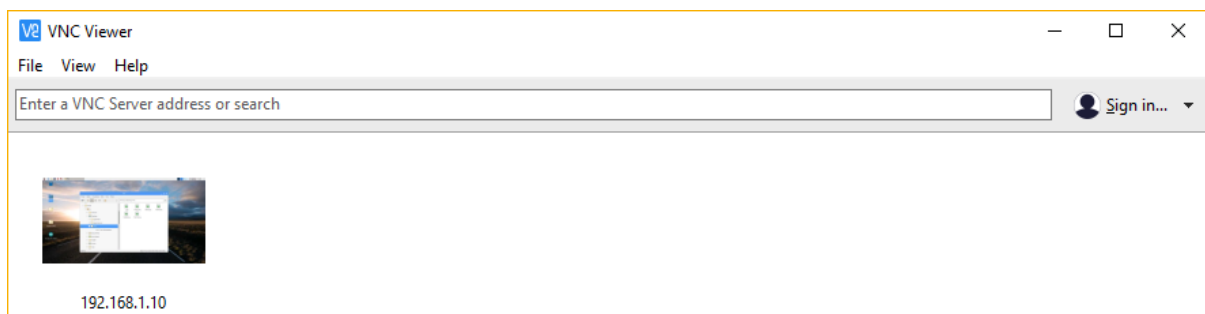 VNC Viewer
File View Help
Enter a VNC Server address or search
Sign in...
192.168.1.10